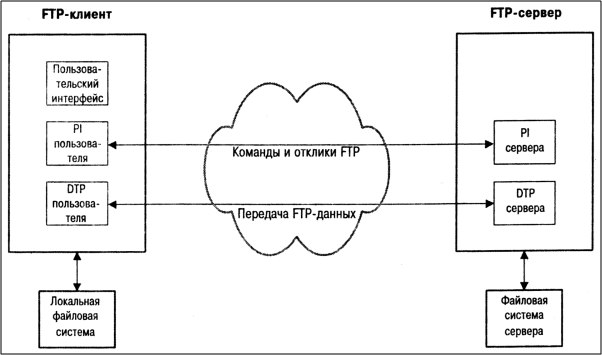 FTP-клиент
FTP-сервер
Пользова-
тельский
интерфейс
PI
пользова-
теля
Команды и отклики FTP
PI
сервера
DTP
пользова-
теля
Передача FTP-данных
DTP
сервера
Локальная
файловая
система
Файловая
система
сервера